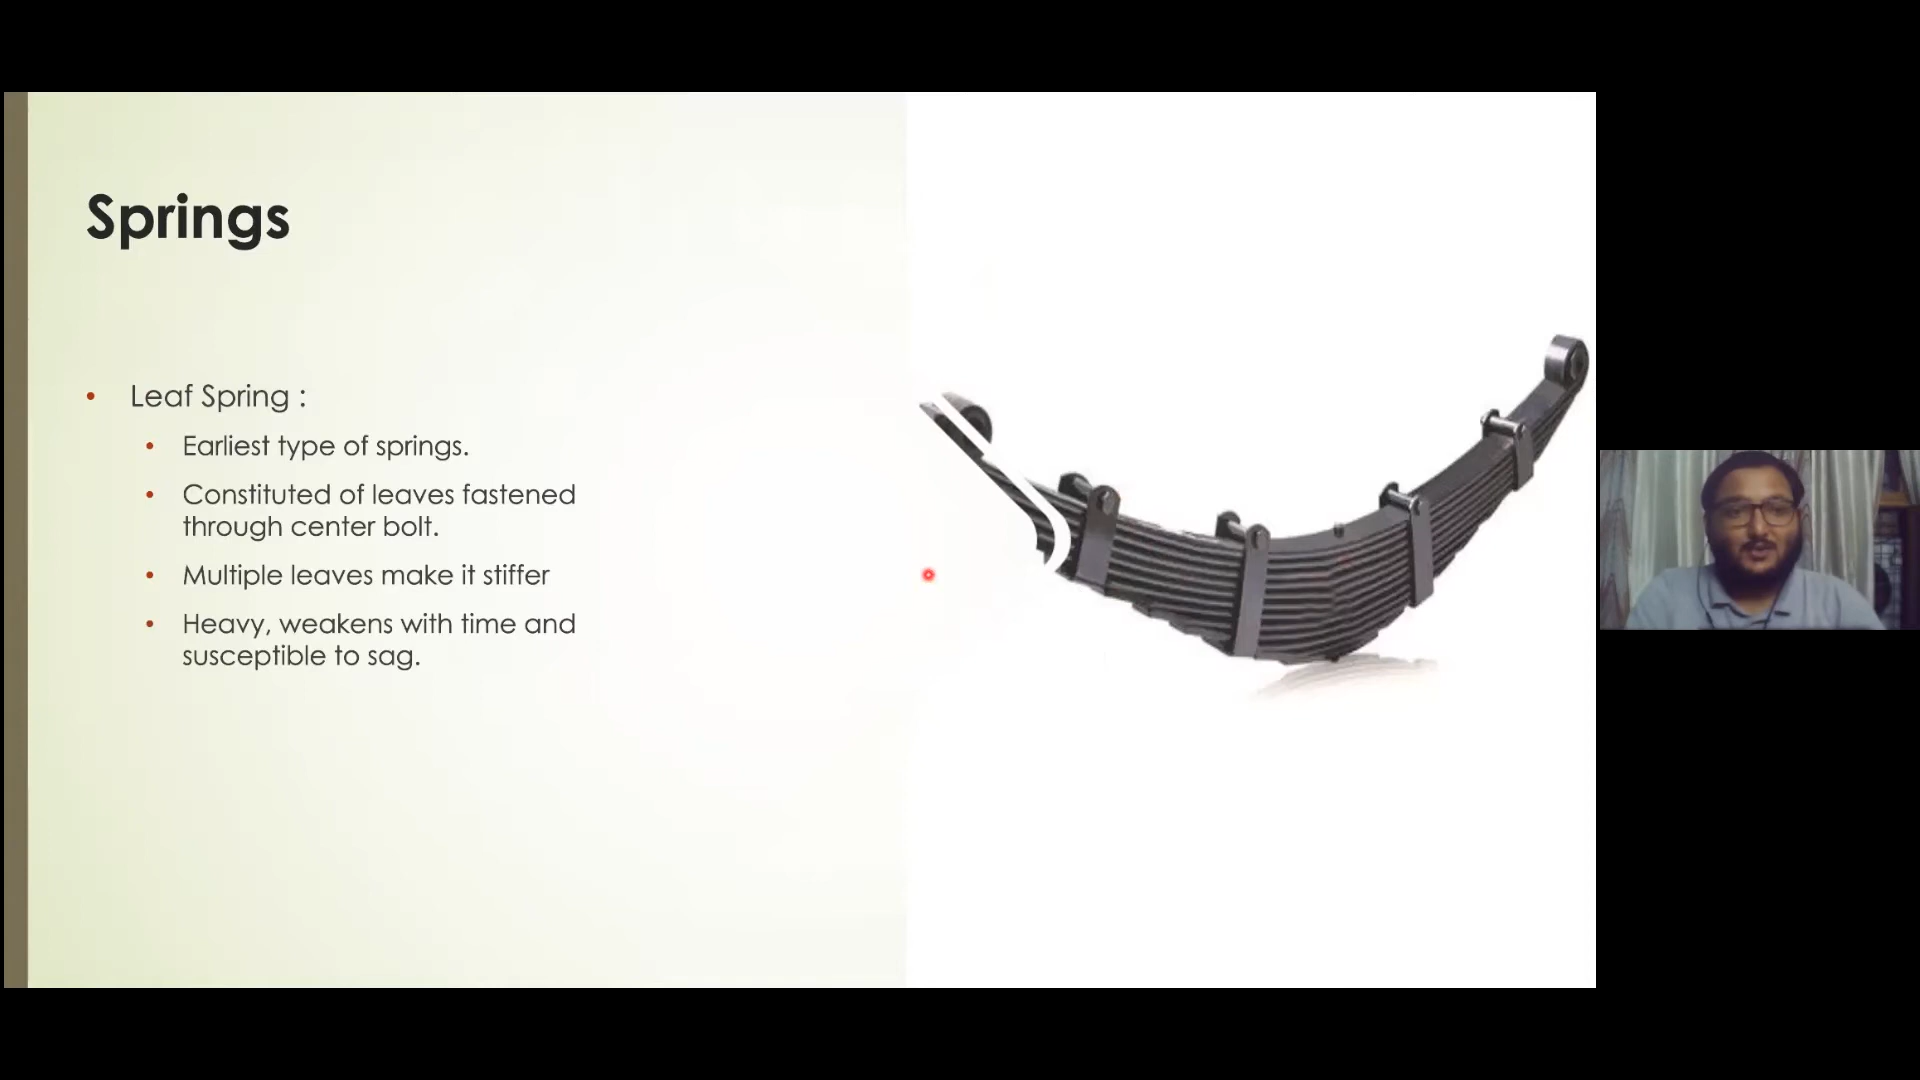 Springs
• Leaf Spring :
• Earliest type of springs.
• Constituted of leaves fastened
through center bolt.
• Multiple leaves make it stiffer
• Heavy, weakens with time and
susceptible to sag.